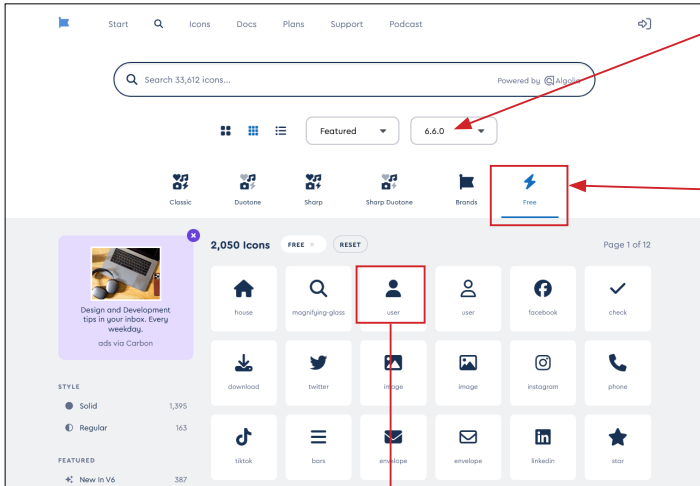 Start Icons Docs Plans Support Podcast
Search 33,612 icons...
Powered by Algolia
Featured 6.6.0
Classic Duotone Sharp Sharp Duotone Brands Free
2,050 Icons FREE × RESET Page 1 of 12
Design and Development
tips in your inbox. Every
weekday.
ads via Carbon
house magnifying-glass user user facebook check
download twitter image image instagram phone
STYLE
Solid 1,395
Regular 163
tiktok bars envelope envelope linkedin star
FEATURED
New In V6 387